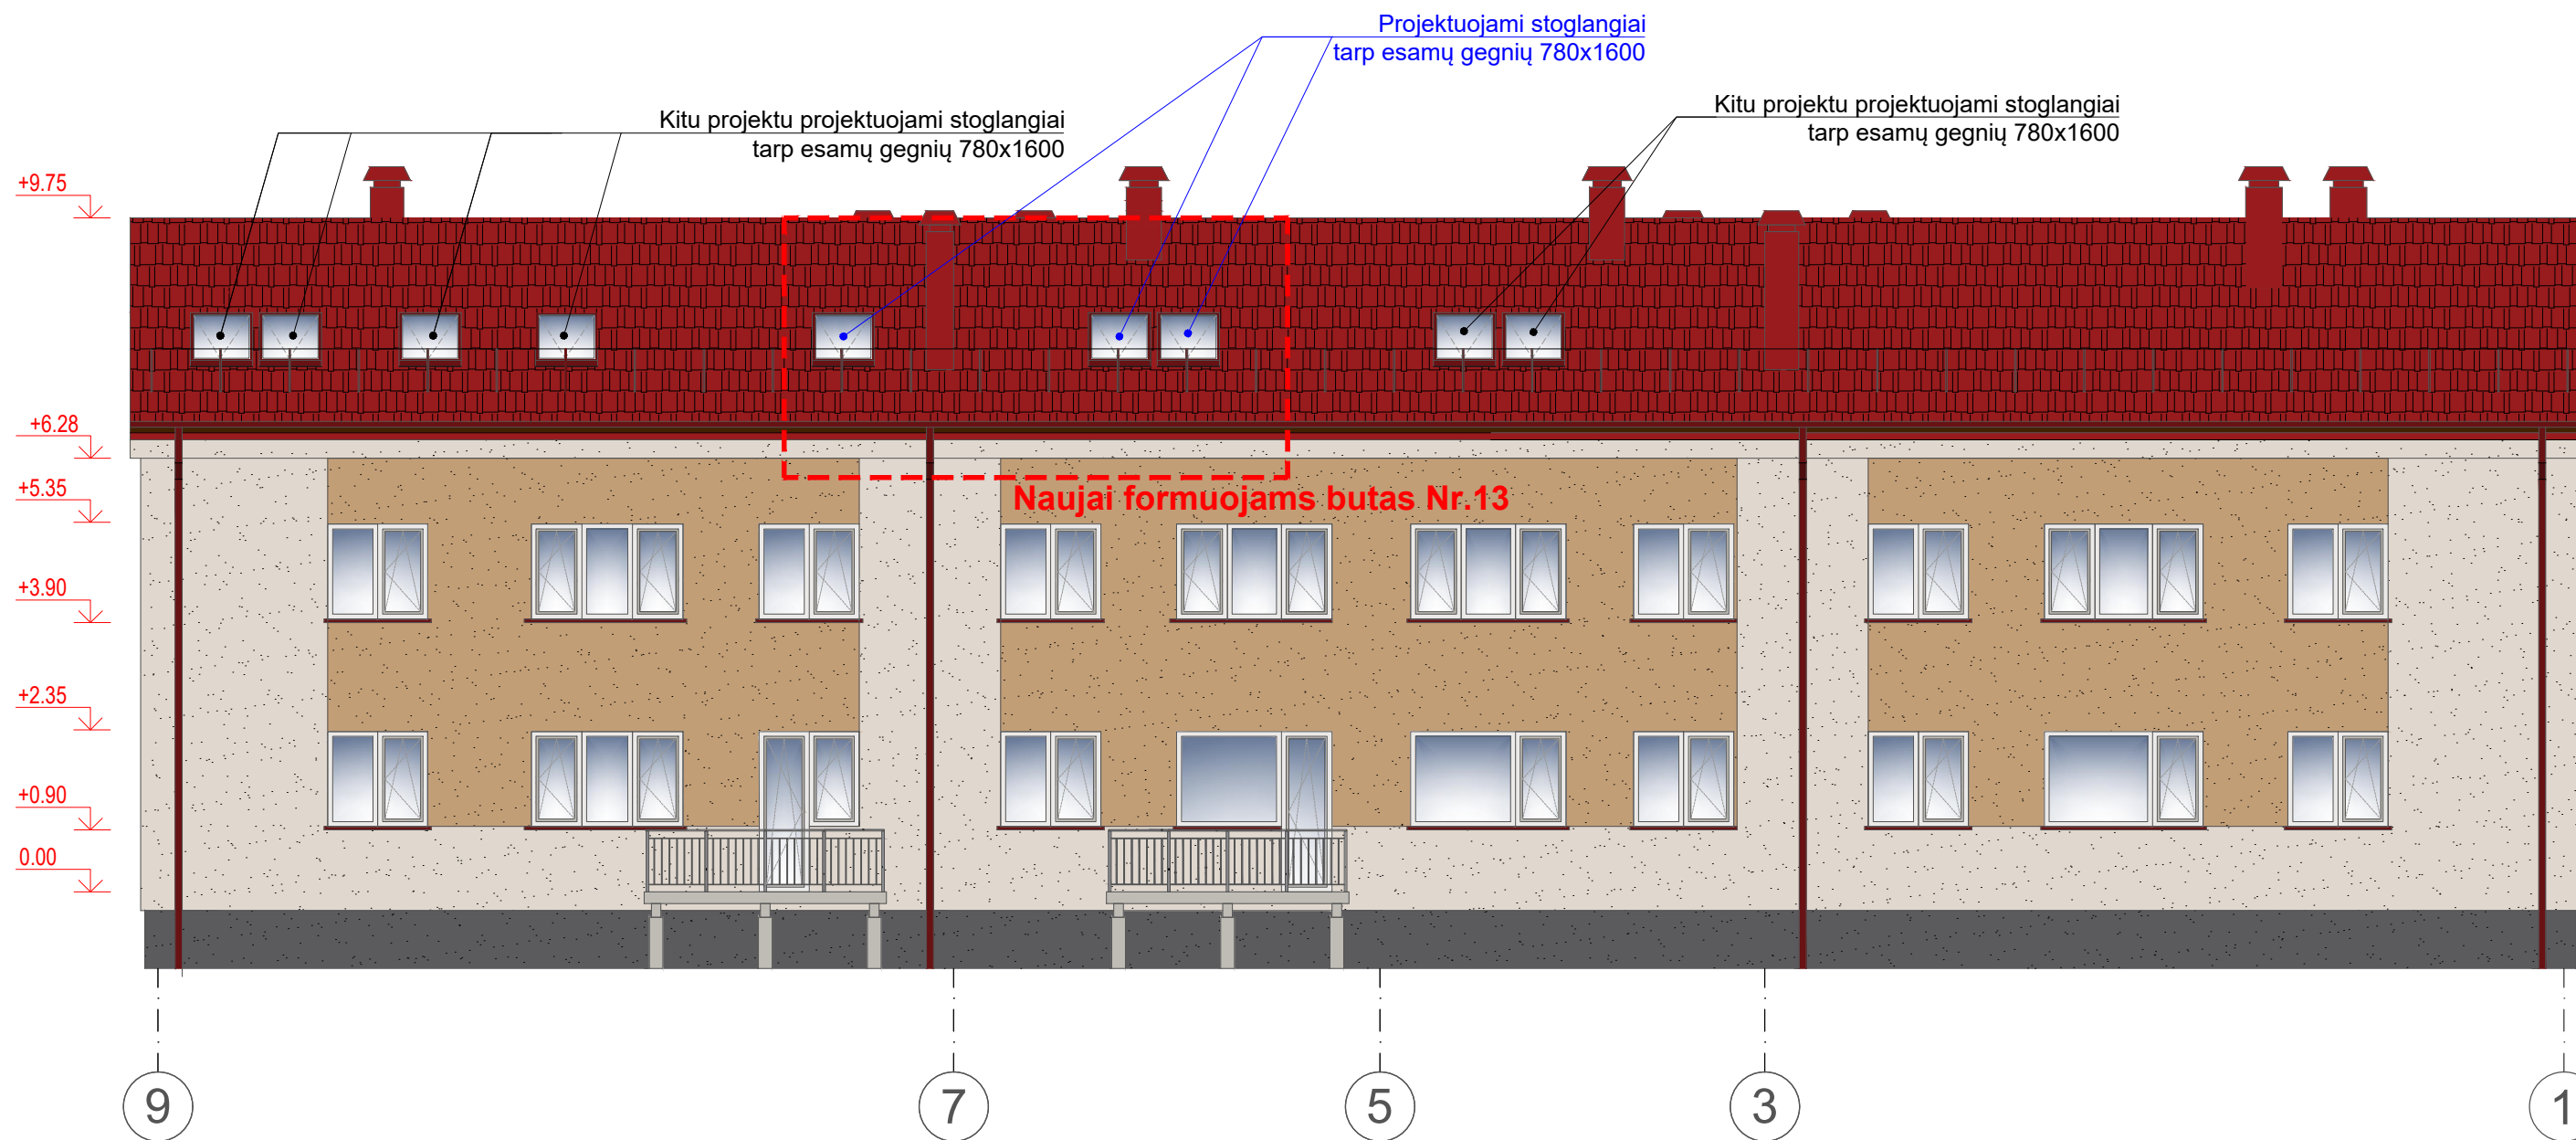 Projektuojami stoglangiai
tarp esamų gegnių 780x1600
Kitu projektu projektuojami stoglangiai
tarp esamų gegnių 780x1600
Kitu projektu projektuojami stoglangiai
tarp esamų gegnių 780x1600
+9.75
+6.28
+5.35
Naujai formuojams butas Nr.13
+3.90
+2.35
+0.90
0.00
9
7
5
3
1